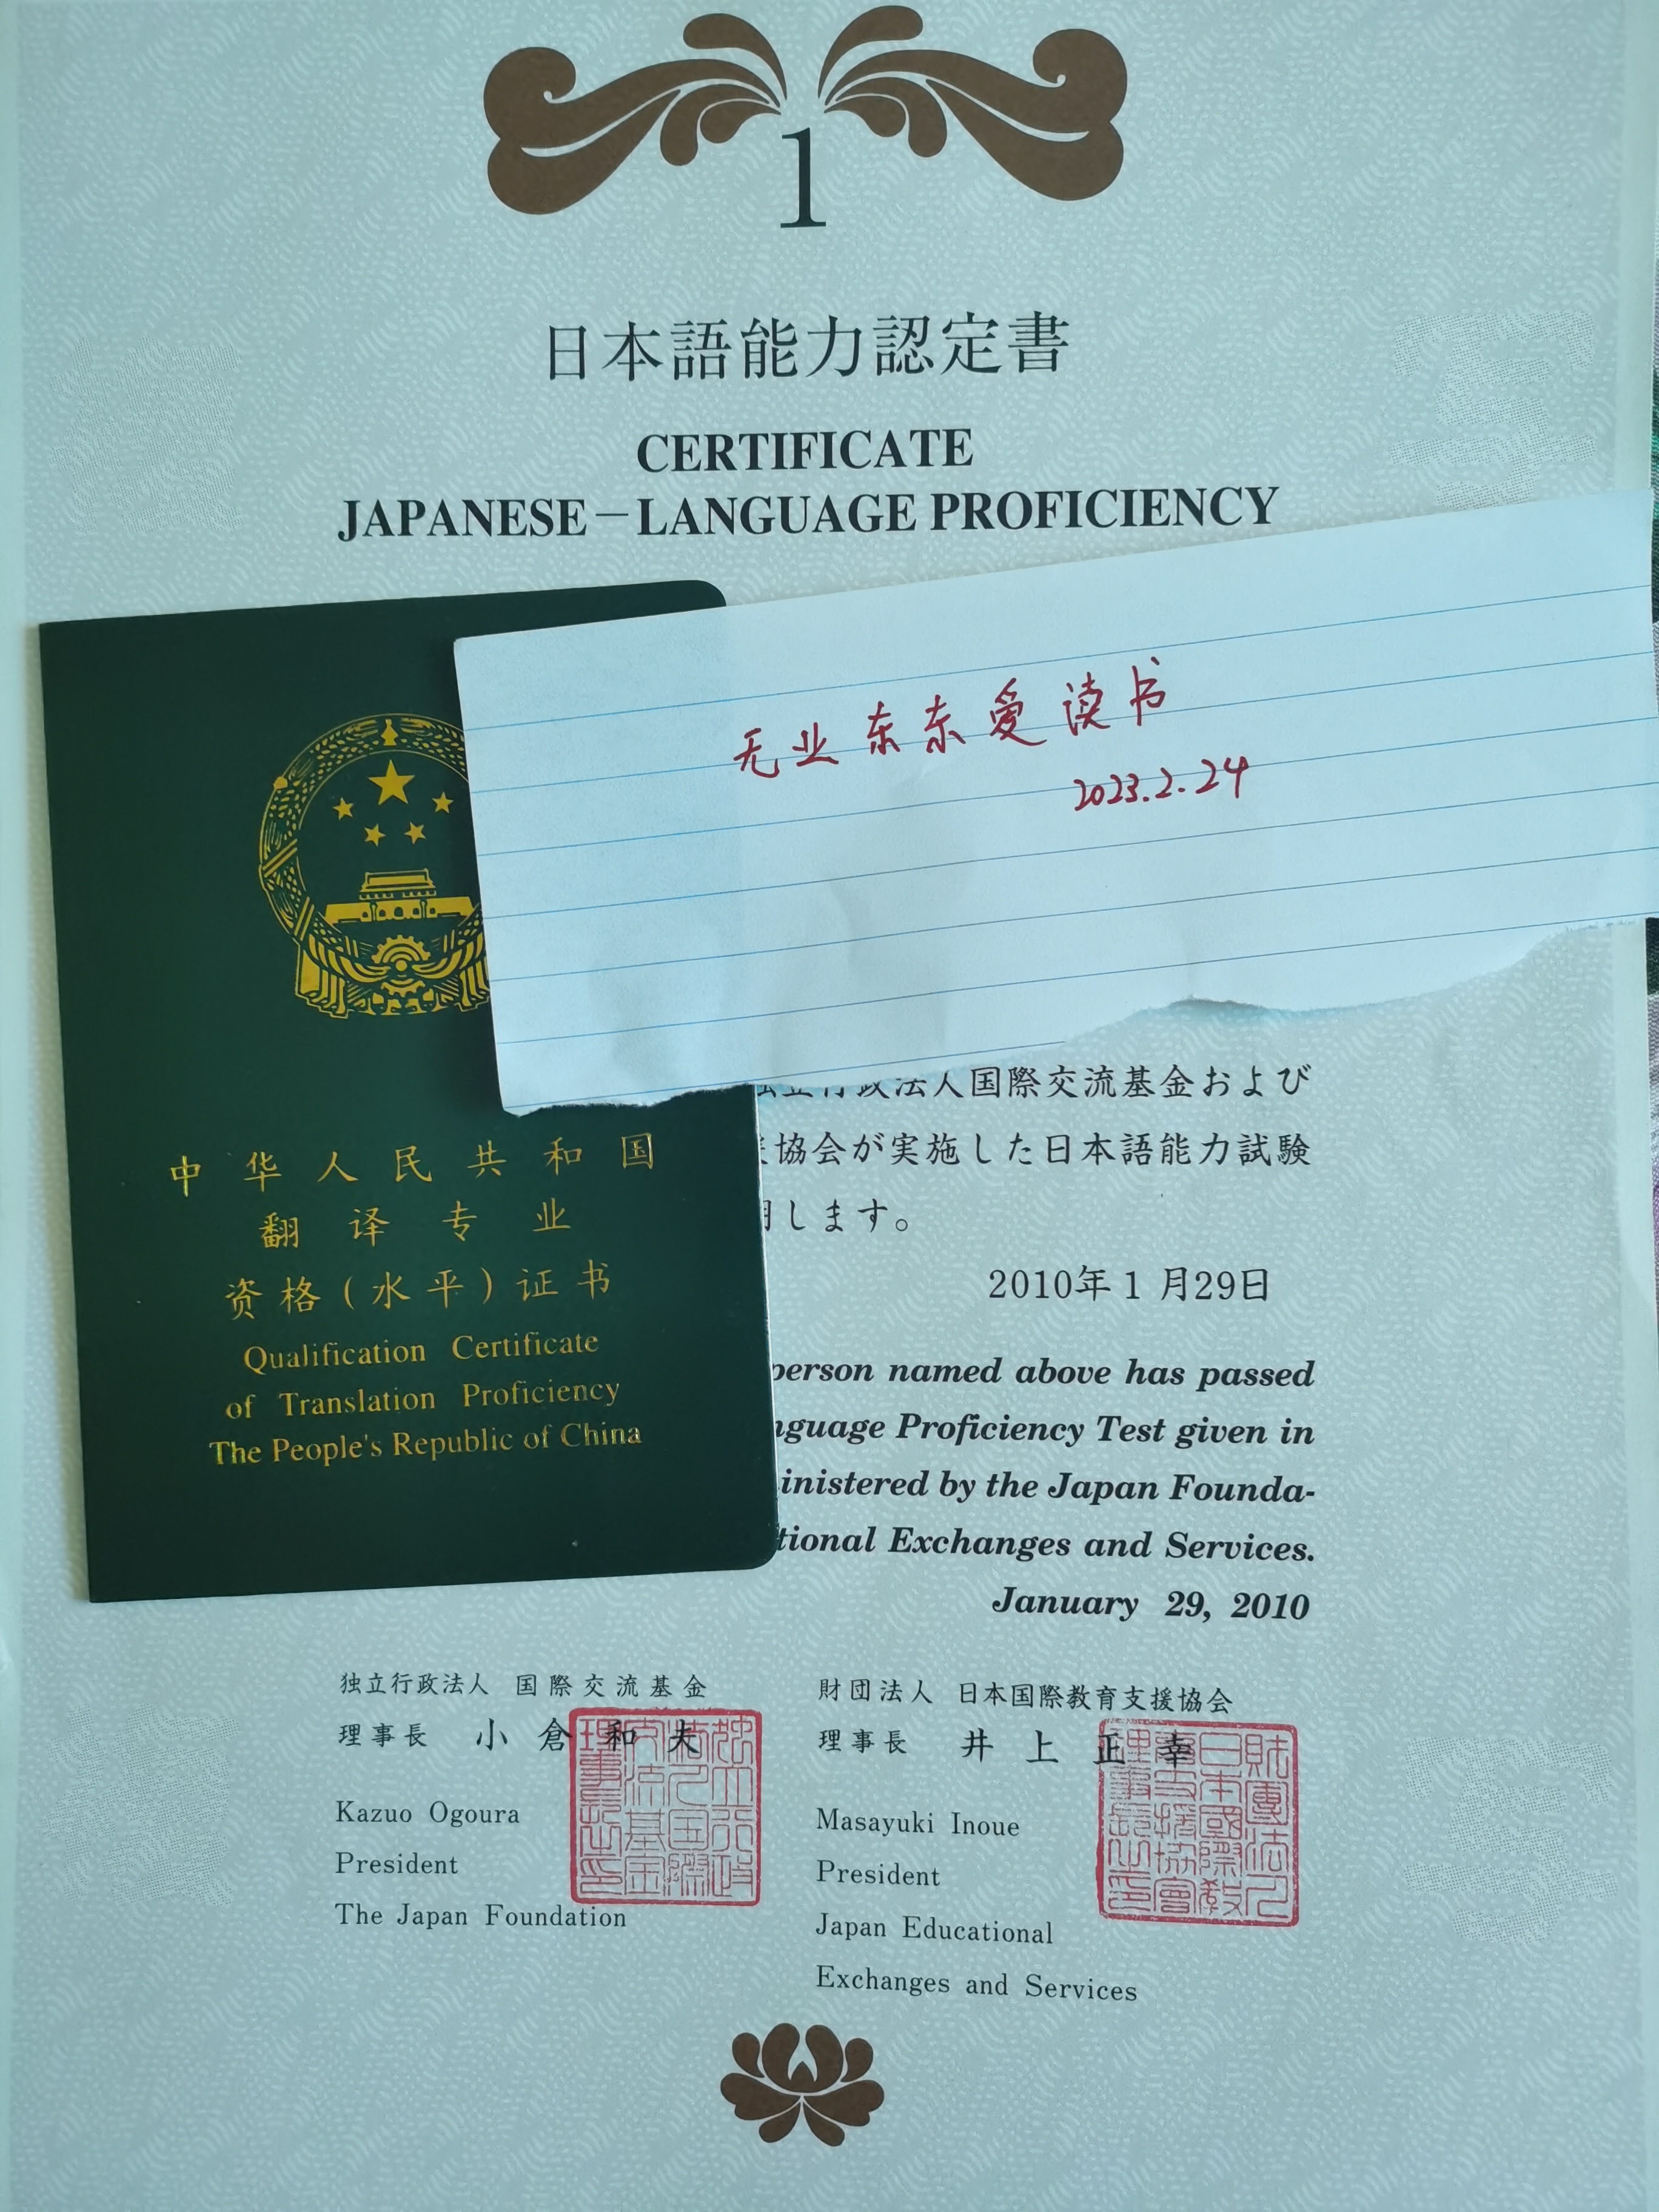 1
日本語能力認定書
CERTIFICATE
JAPANESE－LANGUAGE PROFICIENCY
无业东东爱读书
2023.2.24
中华人民共和国
翻译专业
资格(水平)证书
Qualification Certificate
of Translation Proficiency
The People's Republic of China
独立行政法人国際交流基金および
協会が実施した日本語能力試験
します。
2010年1月29日
person named above has passed
nguage Proficiency Test given in
inistered by the Japan Founda-
tional Exchanges and Services.
January 29, 2010
独立行政法人 国際交流基金
理事長 小倉和夫
Kazuo Ogoura
President
The Japan Foundation
財団法人 日本国際教育支援協会
理事長 井上正幸
Masayuki Inoue
President
Japan Educational
Exchanges and Services